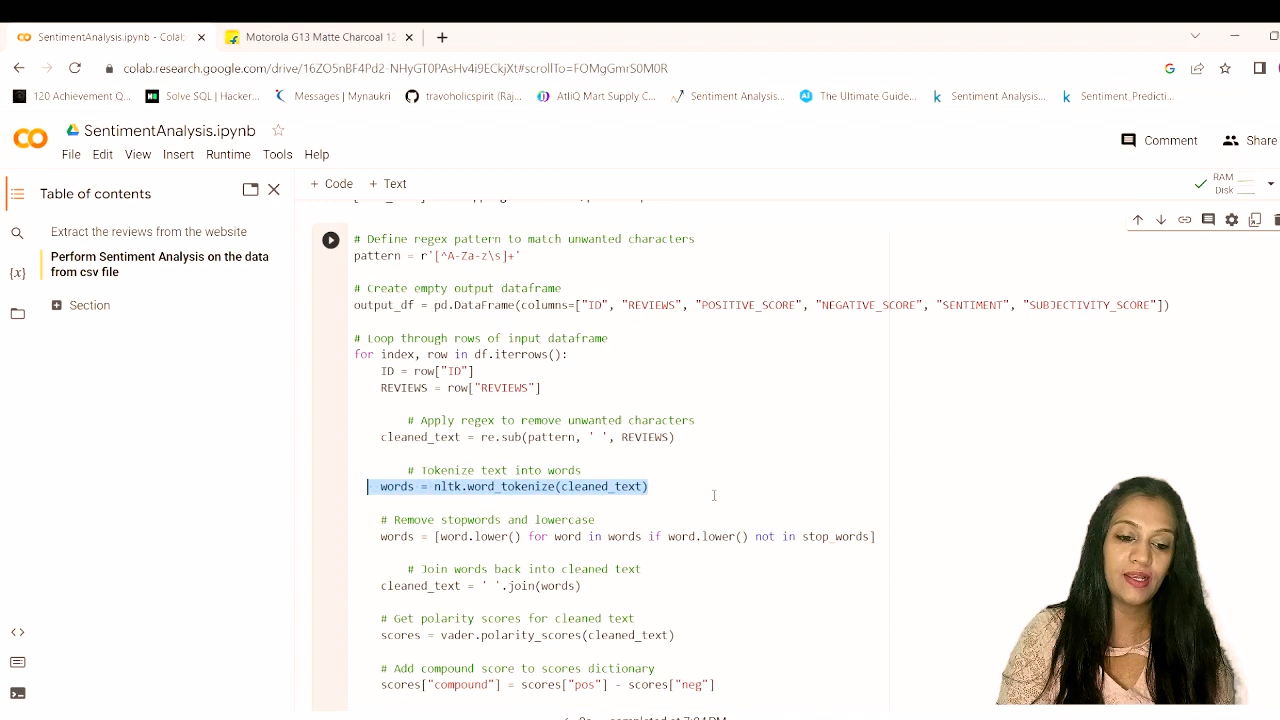 SentimentAnalysis.ipynb - Colab
Motorola G13 Matte Charcoal 12
colab.research.google.com/drive/16ZO5nBF4Pd2-NHyGT0PAsHv4i9ECkjXt#scrollTo=FOMgGmrS0M0R
120 Achievement Q...
Solve SQL | Hacker...
Messages | Mynaukri
travoholicspirit (Raj...
AtliQ Mart Supply C...
Sentiment Analysis...
The Ultimate Guide...
Sentiment Analysis...
Sentiment_Predicti...
SentimentAnalysis.ipynb
File Edit View Insert Runtime Tools Help
Comment
Share
Table of contents
Extract the reviews from the website
Perform Sentiment Analysis on the data
from csv file
Section
+ Code + Text
RAM
Disk
# Define regex pattern to match unwanted characters
pattern = r'[^A-Za-z\s]+'
# Create empty output dataframe
output_df = pd.DataFrame(columns=["ID", "REVIEWS", "POSITIVE_SCORE", "NEGATIVE_SCORE", "SENTIMENT", "SUBJECTIVITY_SCORE"])
# Loop through rows of input dataframe
for index, row in df.iterrows():
ID = row["ID"]
REVIEWS = row["REVIEWS"]
# Apply regex to remove unwanted characters
cleaned_text = re.sub(pattern, ' ', REVIEWS)
# Tokenize text into words
words = nltk.word_tokenize(cleaned_text)
# Remove stopwords and lowercase
words = [word.lower() for word in words if word.lower() not in stop_words]
# Join words back into cleaned text
cleaned_text = ' '.join(words)
# Get polarity scores for cleaned text
scores = vader.polarity_scores(cleaned_text)
# Add compound score to scores dictionary
scores["compound"] = scores["pos"] - scores["neg"]